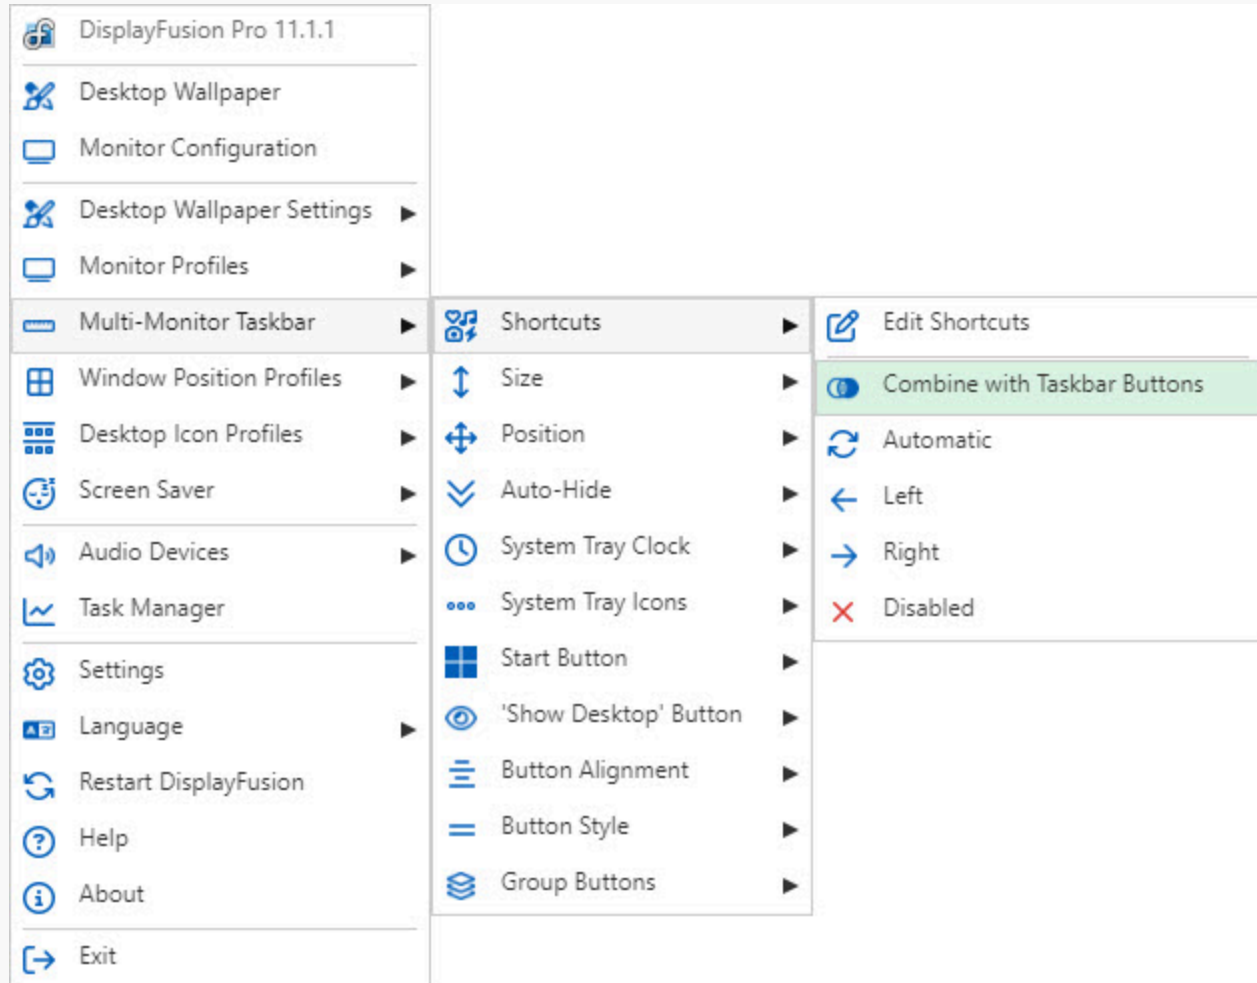 DisplayFusion Pro 11.1.1
Desktop Wallpaper
Monitor Configuration
Desktop Wallpaper Settings
Monitor Profiles
Multi-Monitor Taskbar
Window Position Profiles
Desktop Icon Profiles
Screen Saver
Audio Devices
Task Manager
Settings
Language
Restart DisplayFusion
Help
About
Exit
Shortcuts
Size
Position
Auto-Hide
System Tray Clock
System Tray Icons
Start Button
'Show Desktop' Button
Button Alignment
Button Style
Group Buttons
Edit Shortcuts
Combine with Taskbar Buttons
Automatic
Left
Right
Disabled